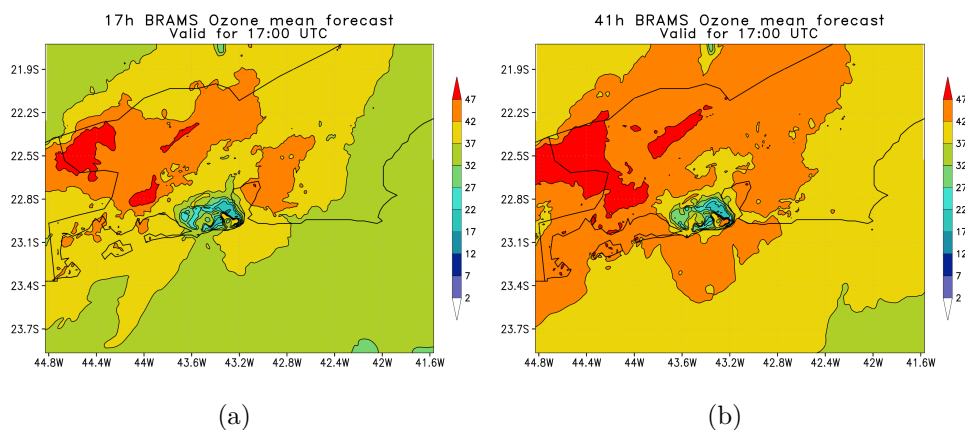 17h BRAMS Ozone mean forecast
Valid for 17:00 UTC
21.9S
22.2S
22.5S
22.8S
23.1S
23.4S
23.7S
44.8W 44.4W 44W 43.6W 43.2W 42.8W 42.4W 42W 41.6W
47
42
37
32
27
22
17
12
7
2
(a)
41h BRAMS Ozone mean forecast
Valid for 17:00 UTC
21.9S
22.2S
22.5S
22.8S
23.1S
23.4S
23.7S
44.8W 44.4W 44W 43.6W 43.2W 42.8W 42.4W 42W 41.6W
47
42
37
32
27
22
17
12
7
2
(b)